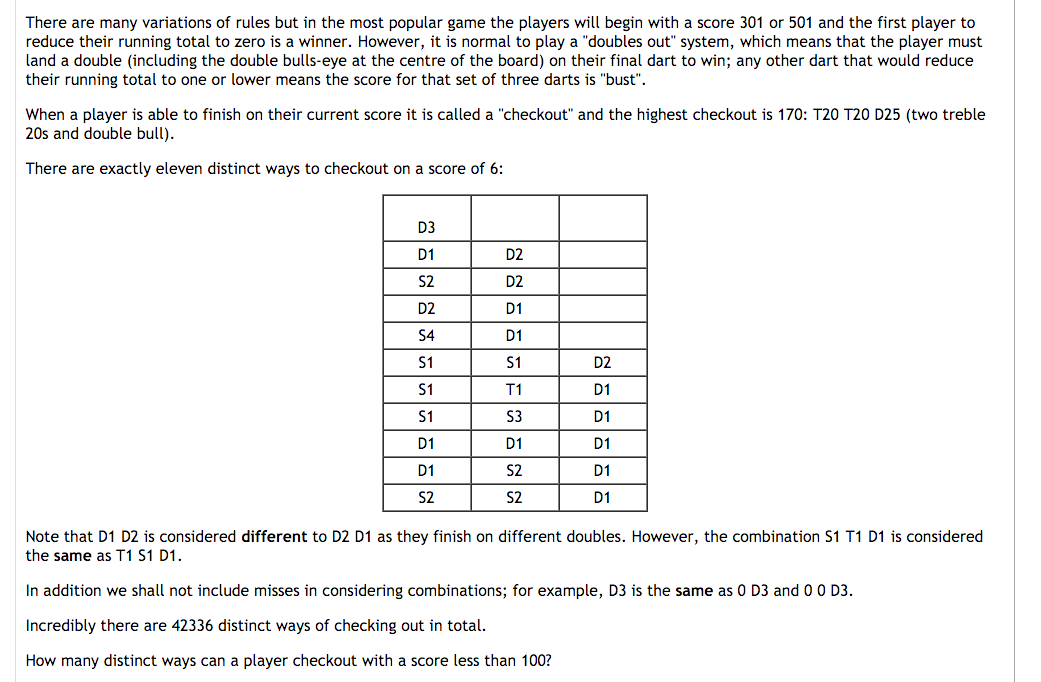 There are many variations of rules but in the most popular game the players will begin with a score 301 or 501 and the first player to
reduce their running total to zero is a winner. However, it is normal to play a "doubles out" system, which means that the player must
land a double (including the double bulls-eye at the centre of the board) on their final dart to win; any other dart that would reduce
their running total to one or lower means the score for that set of three darts is "bust".
When a player is able to finish on their current score it is called a "checkout" and the highest checkout is 170: T20 T20 D25 (two treble
20s and double bull).
There are exactly eleven distinct ways to checkout on a score of 6:
D3
D1 D2
S2 D2
D2 D1
S4 D1
S1 S1 D2
S1 T1 D1
S1 S3 D1
D1 D1 D1
D1 S2 D1
S2 S2 D1
Note that D1 D2 is considered different to D2 D1 as they finish on different doubles. However, the combination S1 T1 D1 is considered
the same as T1 S1 D1.
In addition we shall not include misses in considering combinations; for example, D3 is the same as 0 D3 and 0 0 D3.
Incredibly there are 42336 distinct ways of checking out in total.
How many distinct ways can a player checkout with a score less than 100?